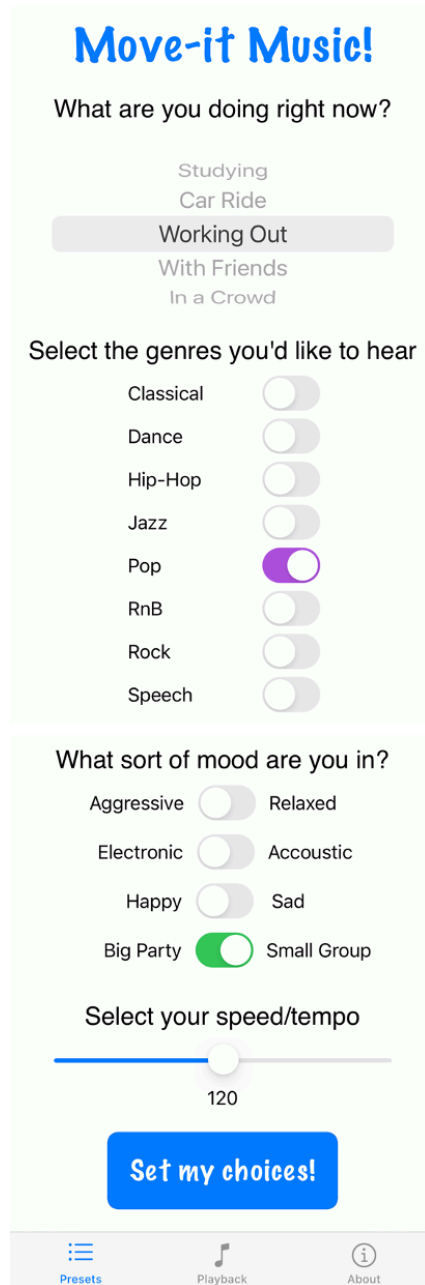 Move-it Music!
What are you doing right now?
Studying
Car Ride
Working Out
With Friends
In a Crowd
Select the genres you'd like to hear
Classical
Dance
Hip-Hop
Jazz
Pop
RnB
Rock
Speech
What sort of mood are you in?
Aggressive Relaxed
Electronic Accoustic
Happy Sad
Big Party Small Group
Select your speed/tempo
120
Set my choices!
Presets Playback About